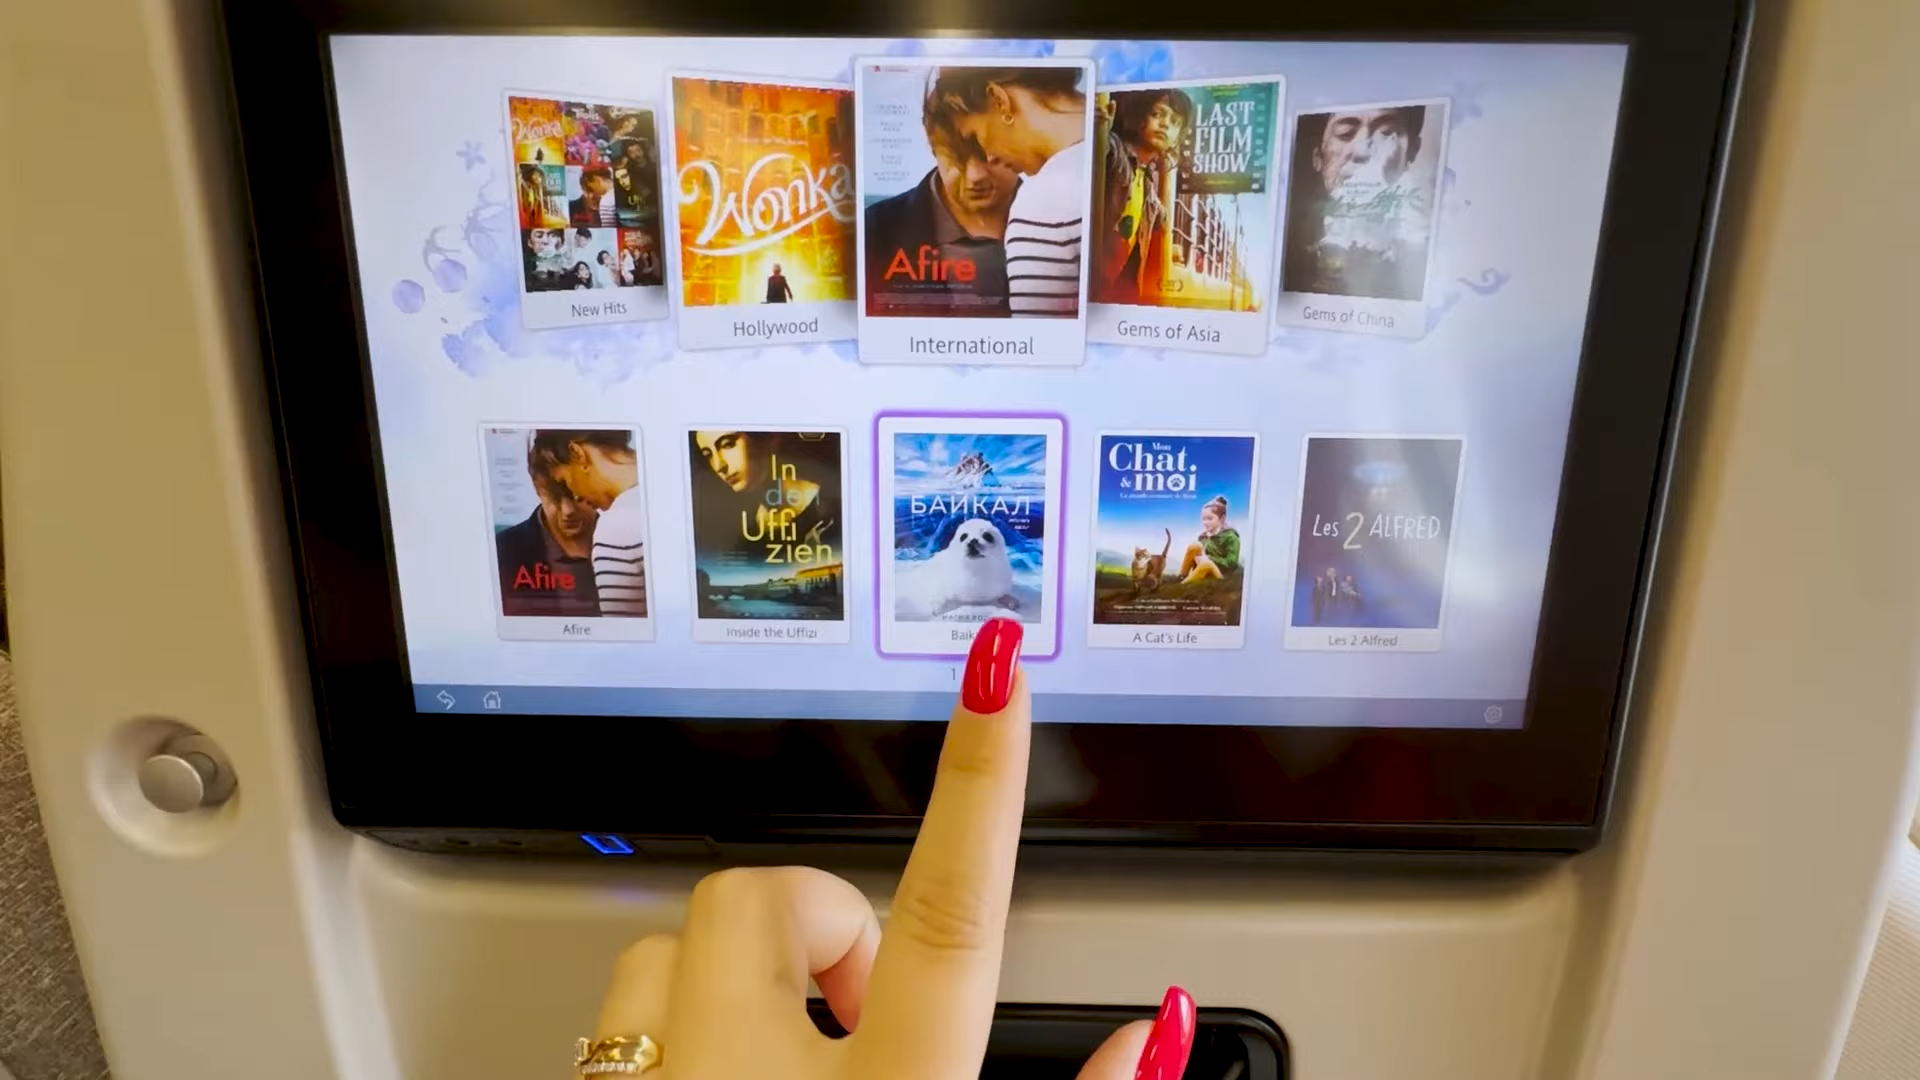 Wonka
Afire
LAST
FILM
SHOW
New Hits
Hollywood
International
Gems of Asia
Gems of China
Afire
In
den
Uffi
zien
БАЙКАЛ
Mon
Chat
& moi
Les 2 ALFRED
Afire
Inside the Uffizi
A Cat's Life
Les 2 Alfred
1